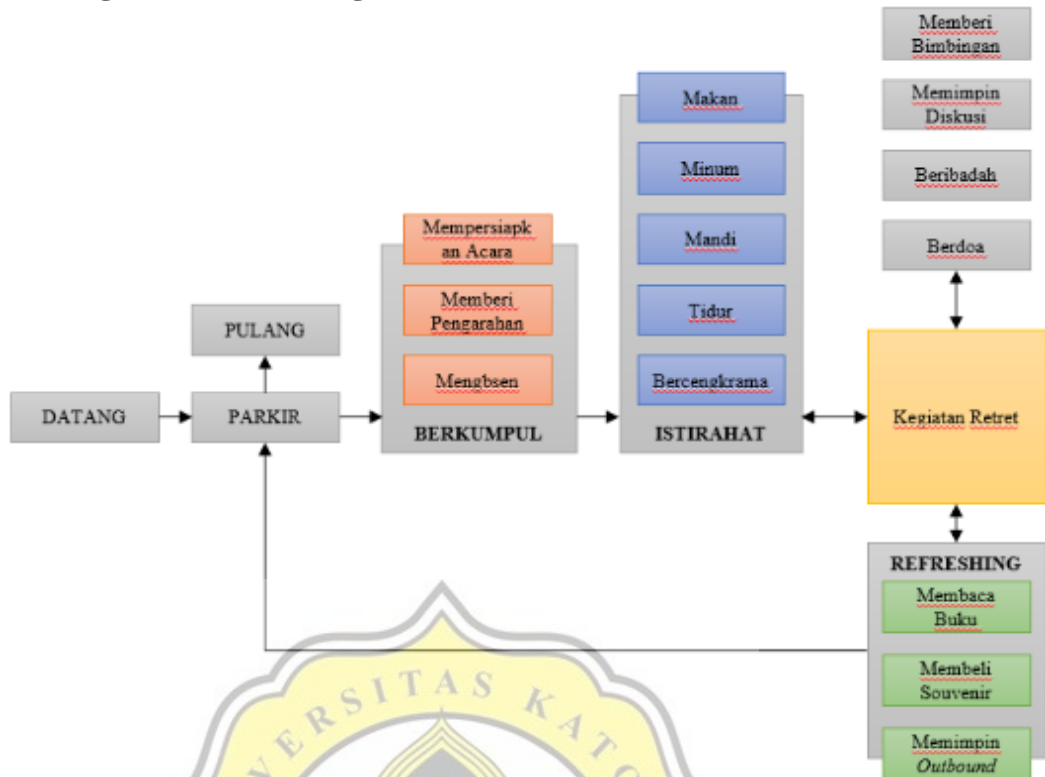 Memberi
Bimbingan
Memimpin
Diskusi
Beribadah
Berdoa
Makan
Minum
Mandi
Tidur
Bercengkrama
ISTIRAHAT
Mempersiapk
an Acara
Memberi
Pengarahan
Mengbsen
BERKUMPUL
PULANG
DATANG
PARKIR
Kegiatan Retret
REFRESHING
Membaca
Buku
Membeli
Souvenir
Memimpin
Outbound
ERSITAS KATO